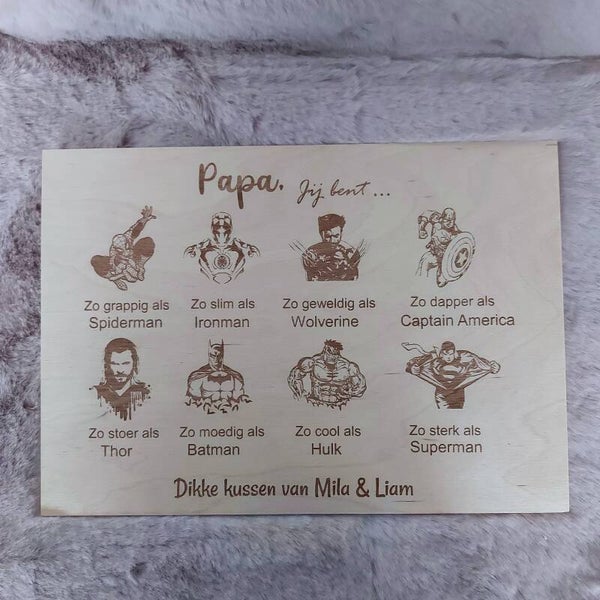 Papa. Jij bent ...
Zo grappig als
Spiderman
Zo slim als
Ironman
Zo geweldig als
Wolverine
Zo dapper als
Captain America
Zo stoer als
Thor
Zo moedig als
Batman
Zo cool als
Hulk
Zo sterk als
Superman
Dikke kussen van Mila & Liam